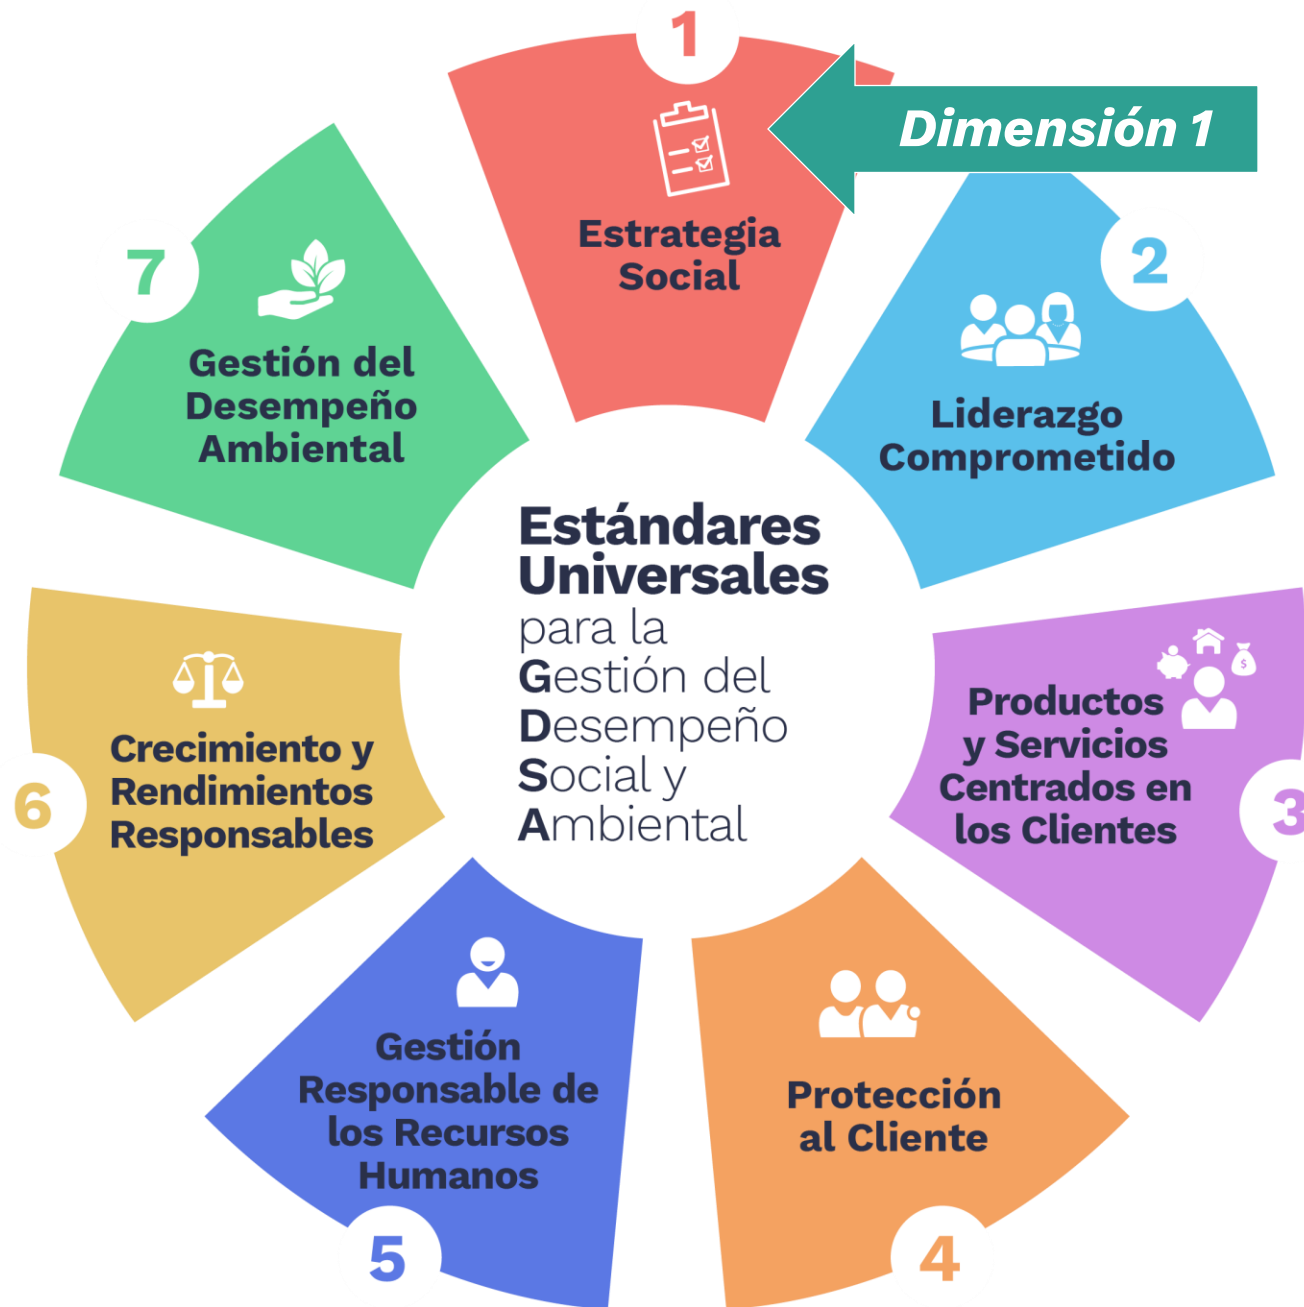 1
Estrategia
Social
Dimensión 1
2
Liderazgo
Comprometido
3
Productos
y Servicios
Centrados en
los Clientes
4
Protección
al Cliente
5
Gestión
Responsable de
los Recursos
Humanos
6
Crecimiento y
Rendimientos
Responsables
7
Gestión del
Desempeño
Ambiental
Estándares
Universales
para la
Gestión del
Desempeño
Social y
Ambiental
$